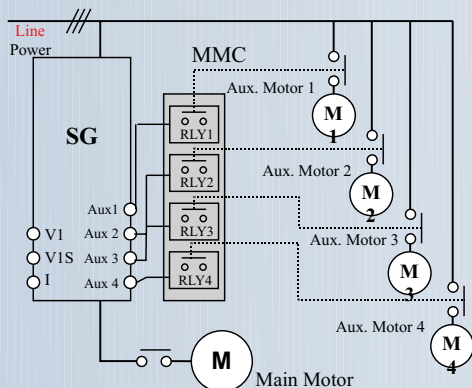 Line
Power
MMC
Aux. Motor 1
SG
RLY1
M
1
RLY2
Aux. Motor 2
M
2
Aux1
V1
Aux 2
RLY3
Aux. Motor 3
V1S
Aux 3
M
3
I
Aux 4
RLY4
Aux. Motor 4
M
4
M
Main Motor